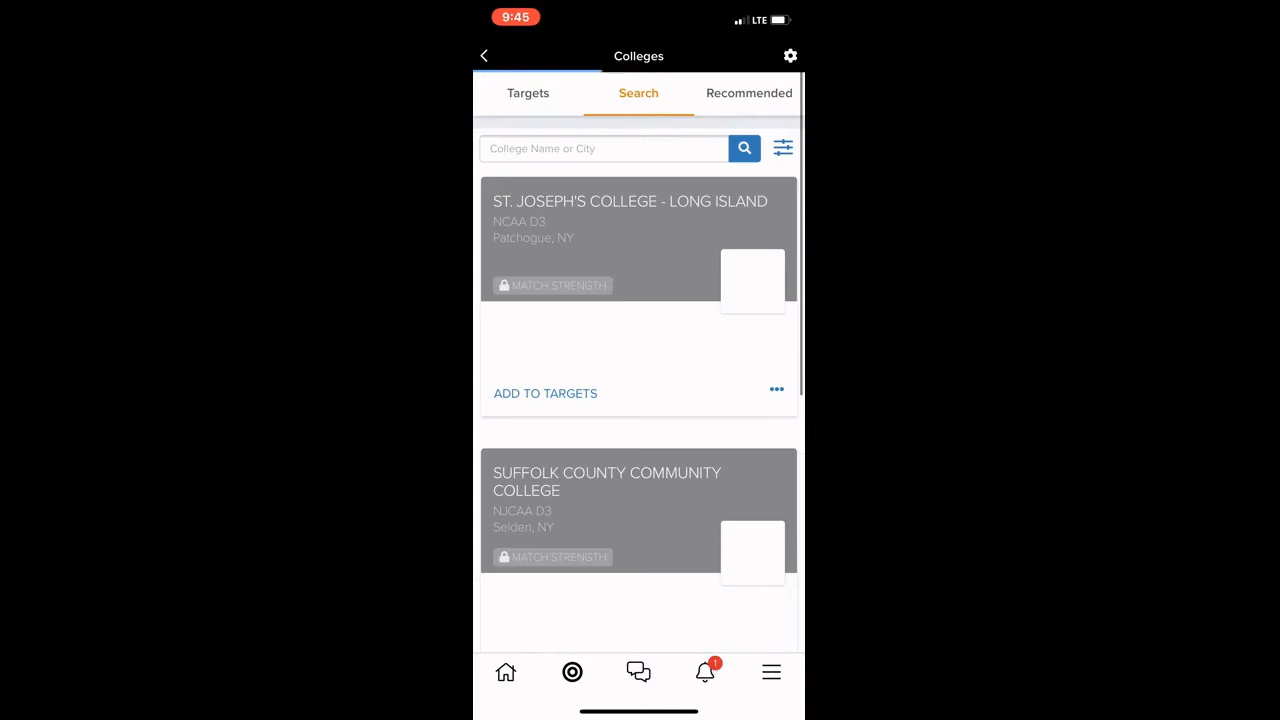 9:45
LTE
Colleges
Targets
Search
Recommended
College Name or City
ST. JOSEPH'S COLLEGE - LONG ISLAND
NCAA D3
Patchogue, NY
MATCH STRENGTH
ADD TO TARGETS
SUFFOLK COUNTY COMMUNITY
COLLEGE
NJCAA D3
Selden, NY
MATCH STRENGTH
1